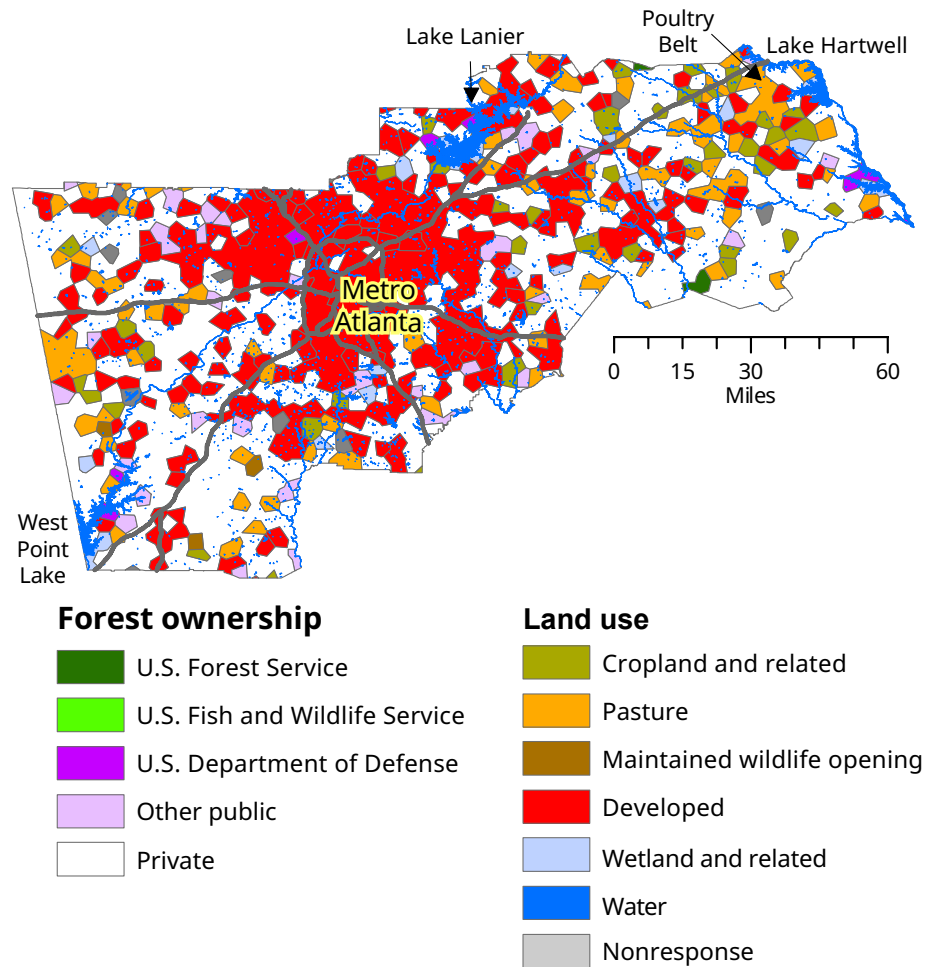 Lake Lanier
Poultry
Belt
Lake Hartwell
Metro
Atlanta
0 15 30 60
Miles
West
Point
Lake
Forest ownership
U.S. Forest Service
U.S. Fish and Wildlife Service
U.S. Department of Defense
Other public
Private
Land use
Cropland and related
Pasture
Maintained wildlife opening
Developed
Wetland and related
Water
Nonresponse